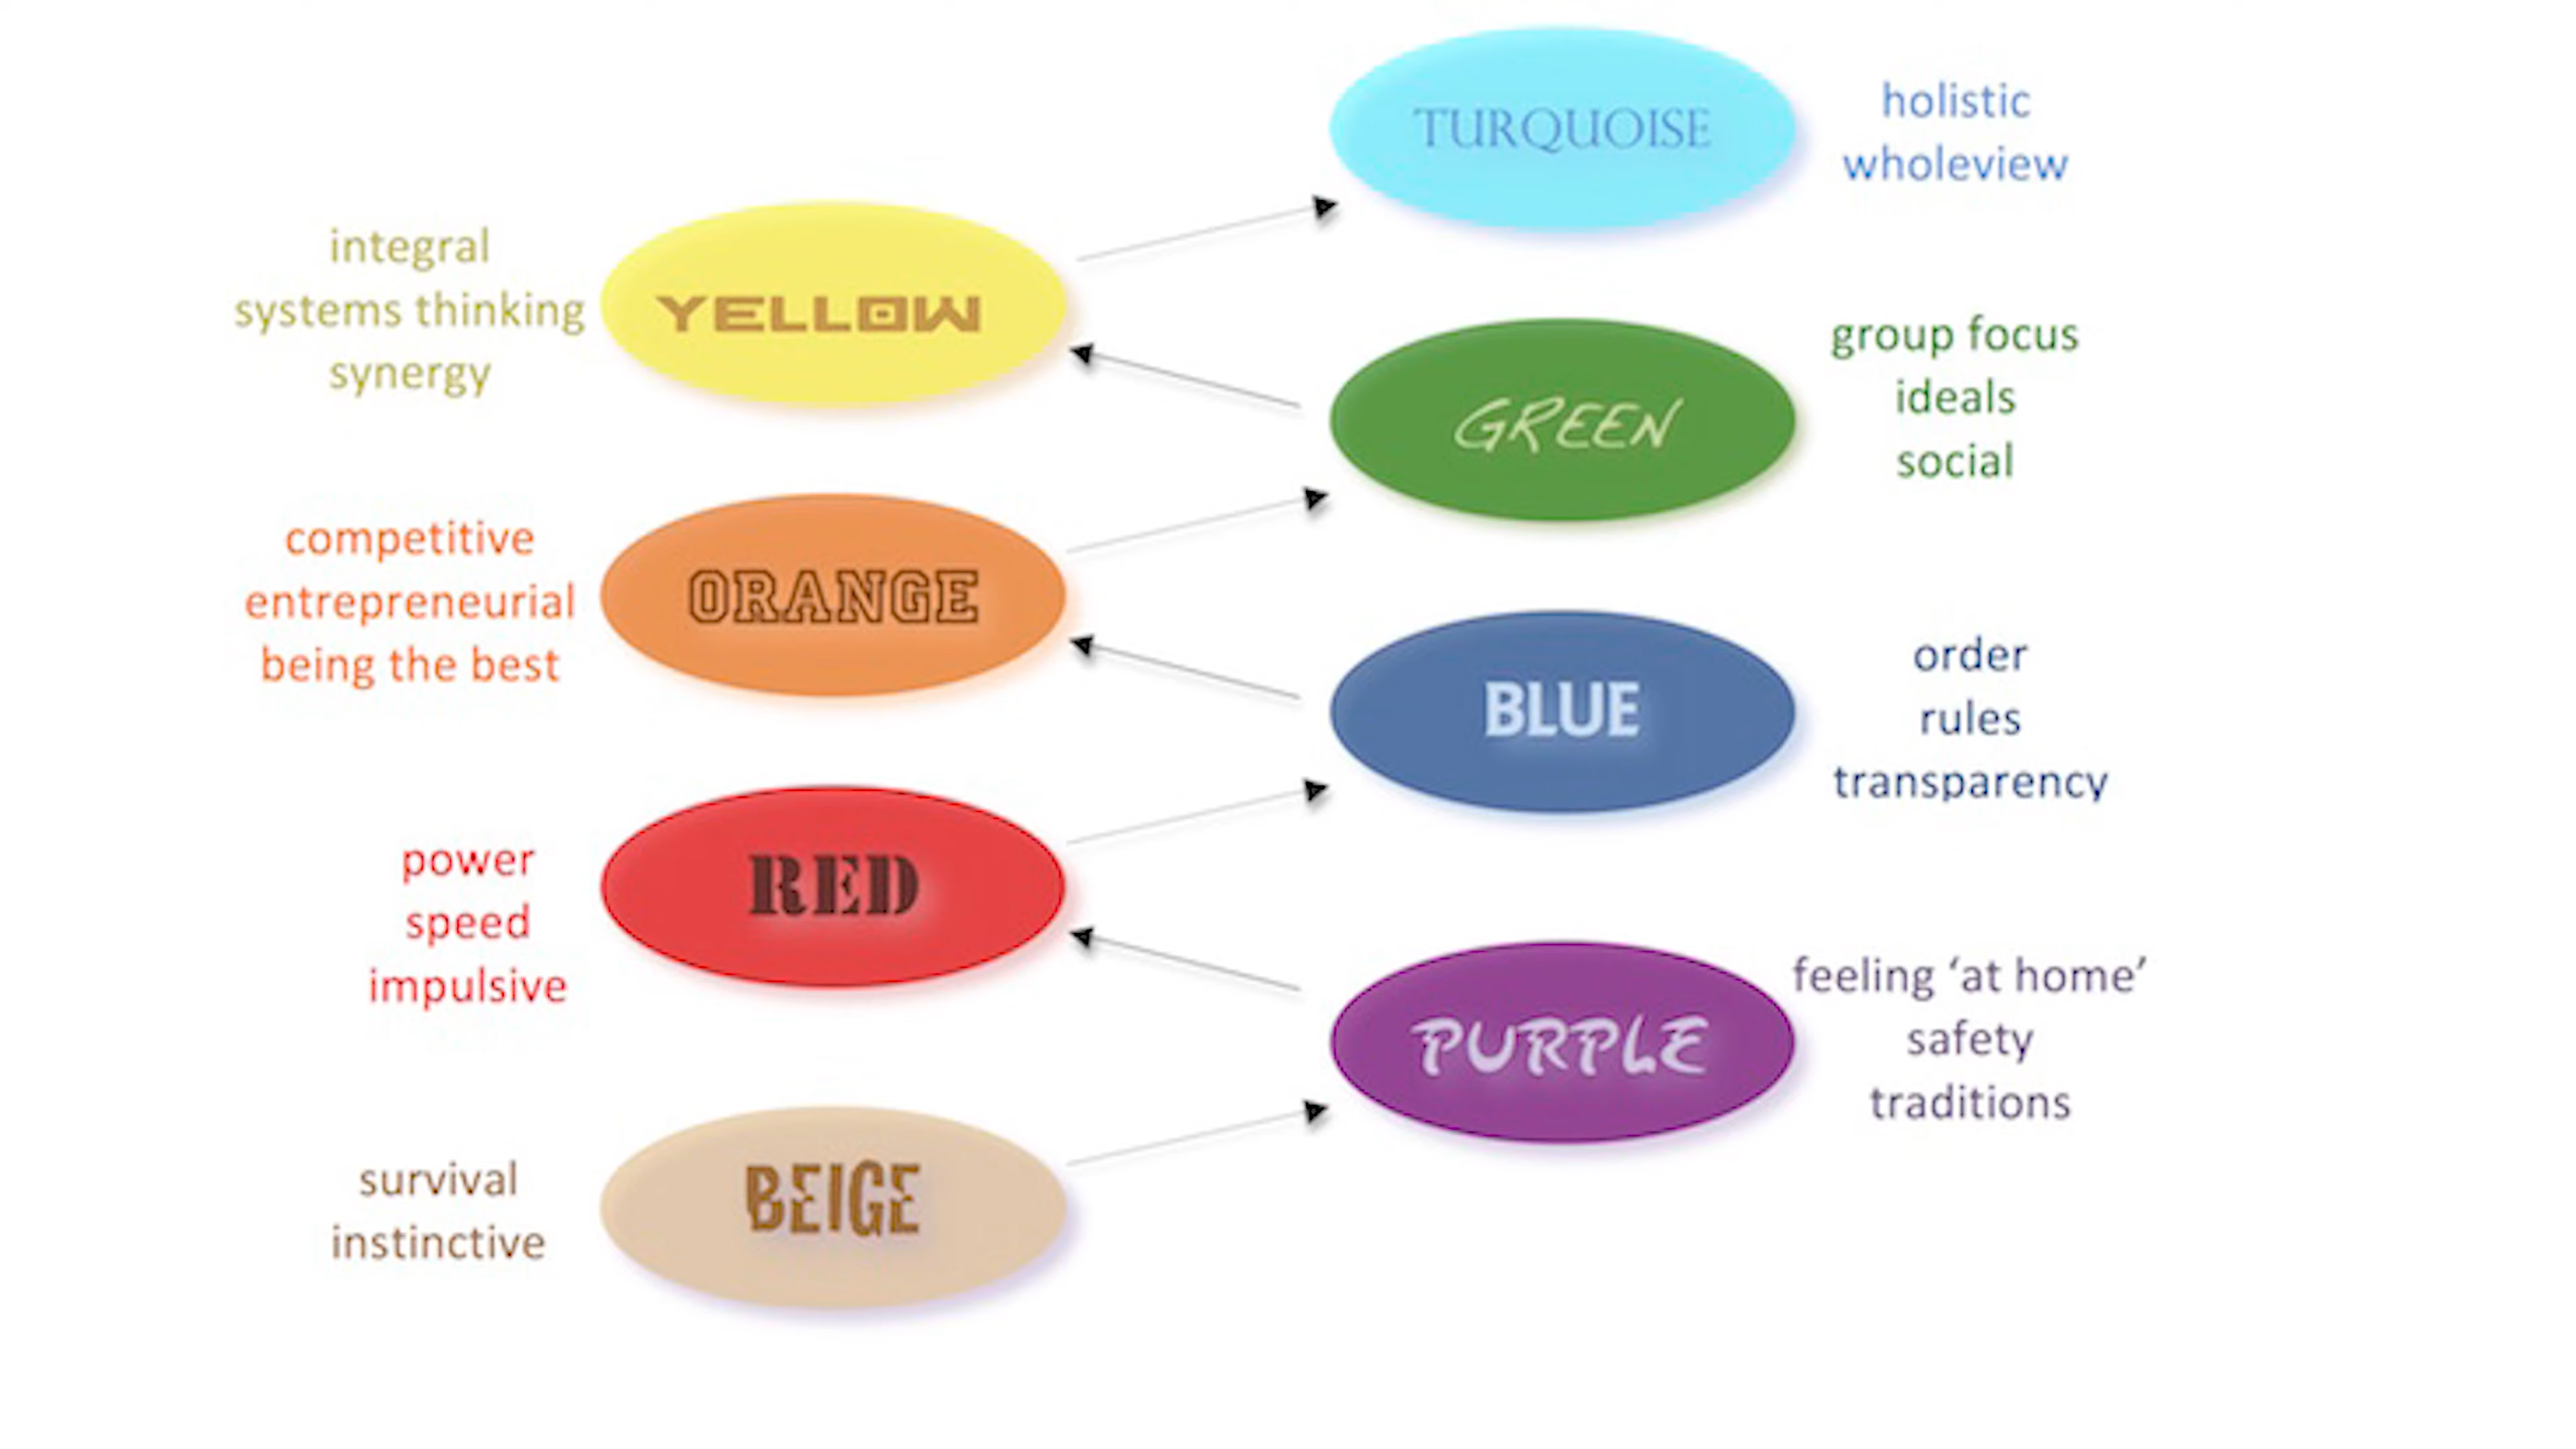 TURQUOISE
holistic
wholeview
integral
systems thinking
synergy
YELLOW
GREEN
group focus
ideals
social
competitive
entrepreneurial
being the best
ORANGE
BLUE
order
rules
transparency
power
speed
impulsive
RED
PURPLE
feeling ‘at home’
safety
traditions
survival
instinctive
BEIGE